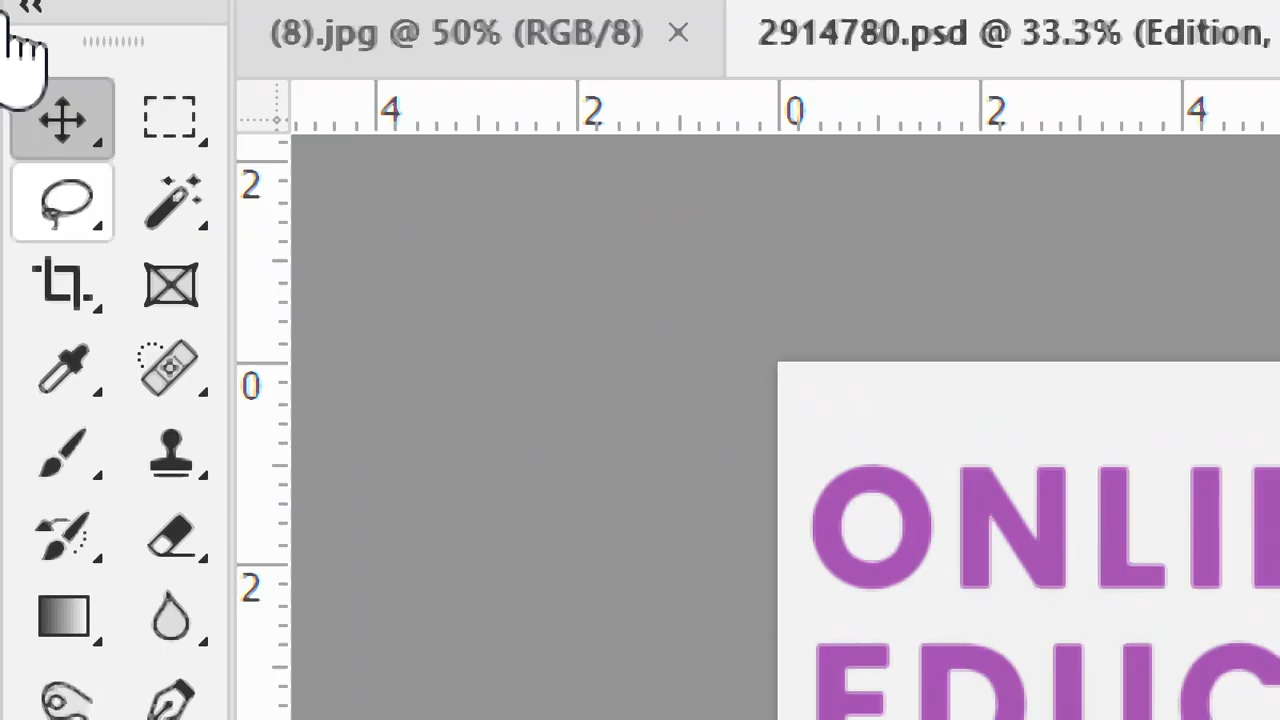 (8).jpg @ 50% (RGB/8) × 2914780.psd @ 33.3% (Edition,
4 2 0 2 4
2
0
2
ONLI
EDUC